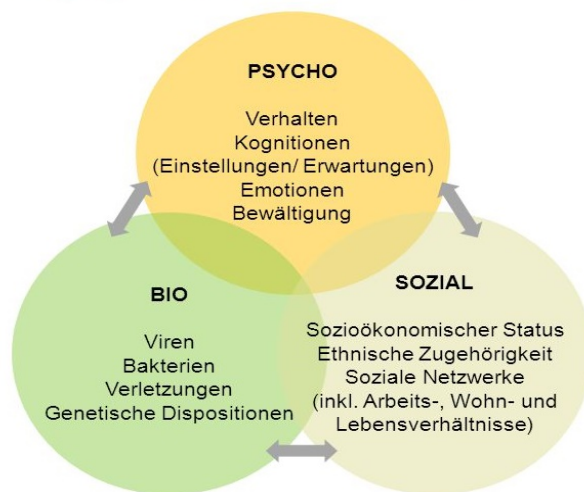 PSYCHO
Verhalten
Kognitionen
(Einstellungen/ Erwartungen)
Emotionen
Bewältigung
BIO
Viren
Bakterien
Verletzungen
Genetische Dispositionen
SOZIAL
Sozioökonomischer Status
Ethnische Zugehörigkeit
Soziale Netzwerke
(inkl. Arbeits-, Wohn- und
Lebensverhältnisse)